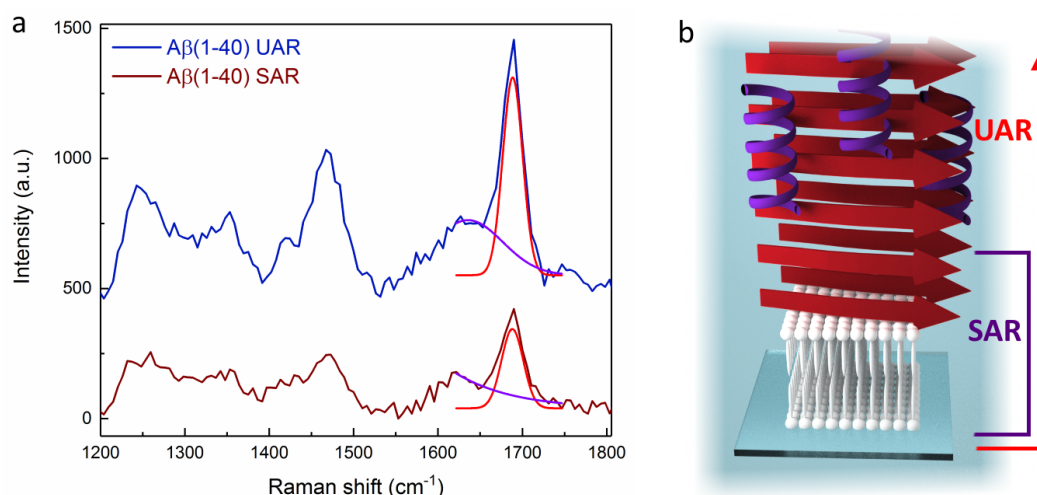 a
1500
1000
500
0
Intensity (a.u.)
Aβ(1-40) UAR
Aβ(1-40) SAR
1200 1300 1400 1500 1600 1700 1800
Raman shift (cm⁻¹)
b
UAR
SAR